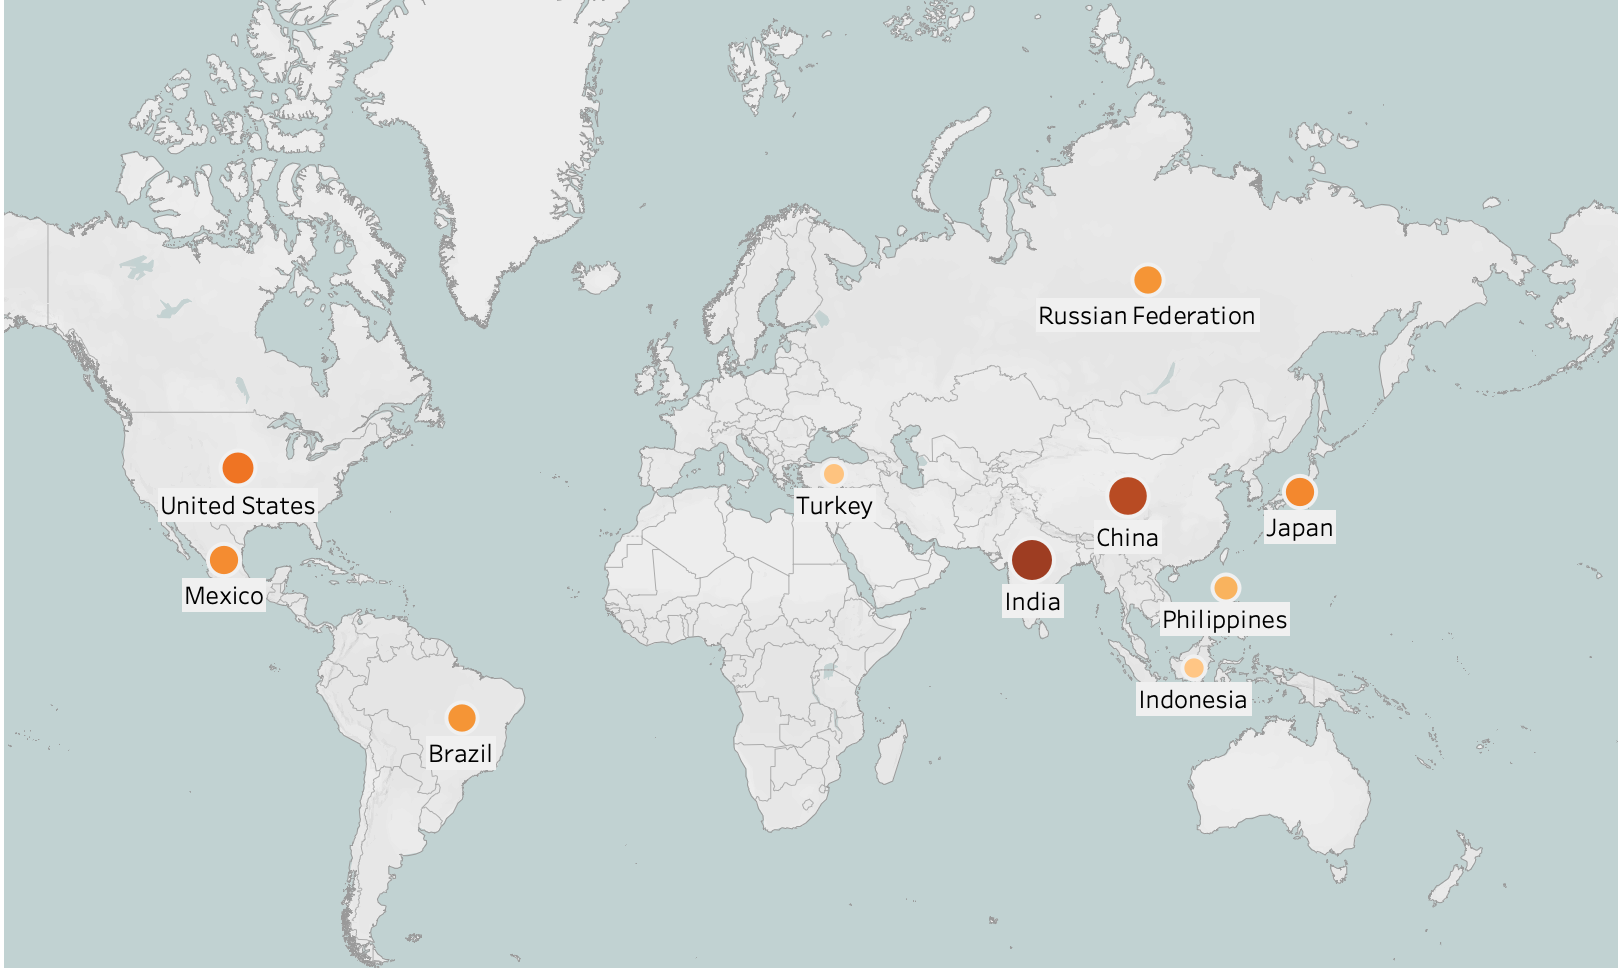 Russian Federation
United States
Turkey
Japan
China
Mexico
India
Philippines
Indonesia
Brazil